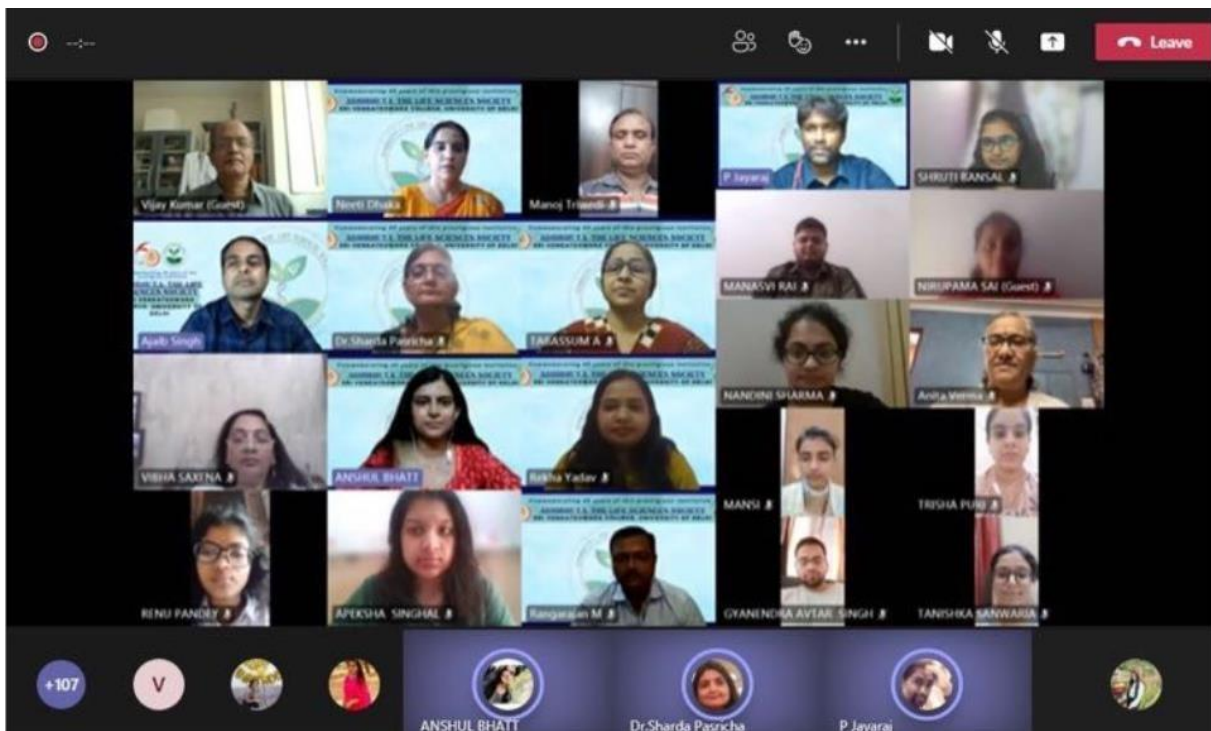 --:--
Leave
Vijay Kumar (Guest)
Neeti Dhaka
Manoj Trivedi
P Jayaraj
SHRUTI BANSAL
MANASVI RAI
NIRUPAMA SAI (Guest)
Ajaib Singh
Dr.Sharda Pasricha
TABASSUM A
NANDINI SHARMA
Anita Verma
VIBHA SAXENA
ANSHUL BHATT
Rekha Yadav
MANSI
TRISHA PURI
RENU PANDEY
APEKSHA SINGHAL
Rangarajan M
GYANENDRA AVTAR SINGH
TANISHKA SANWARIA
+107
V
ANSHUL BHATT
Dr.Sharda Pasricha
P Jayaraj